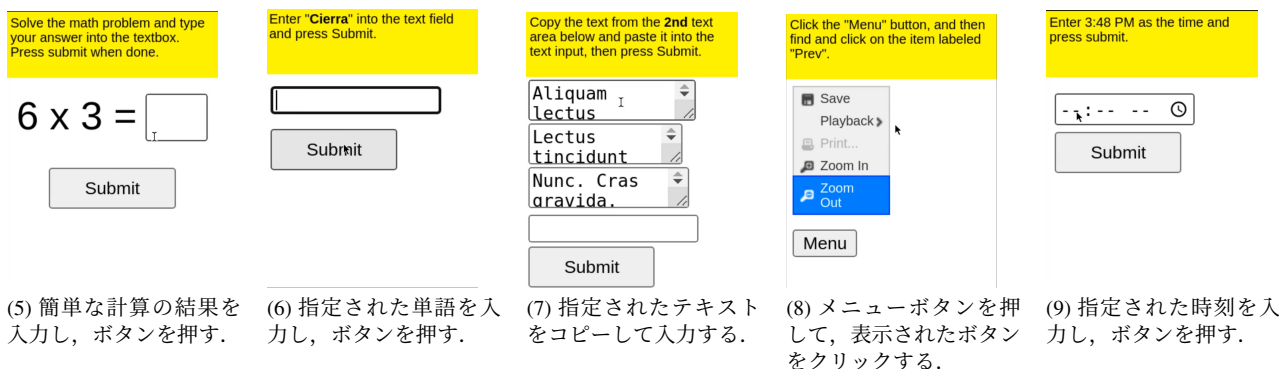 Solve the math problem and type
your answer into the textbox.
Press submit when done.
6 x 3 =
Submit
(5) 簡単な計算の結果を
入力し，ボタンを押す．
Enter "Cierra" into the text field
and press Submit.
Submit
(6) 指定された単語を入
力し，ボタンを押す．
Copy the text from the 2nd text
area below and paste it into the
text input, then press Submit.
Aliquam
lectus
Lectus
tincidunt
Nunc. Cras
gravida.
Submit
(7) 指定されたテキスト
をコピーして入力する．
Click the "Menu" button, and then
find and click on the item labeled
"Prev".
Save
Playback
Print...
Zoom In
Zoom
Out
Menu
(8) メニューボタンを押
して，表示されたボタン
をクリックする．
Enter 3:48 PM as the time and
press submit.
--:-- --
Submit
(9) 指定された時刻を入
力し，ボタンを押す．